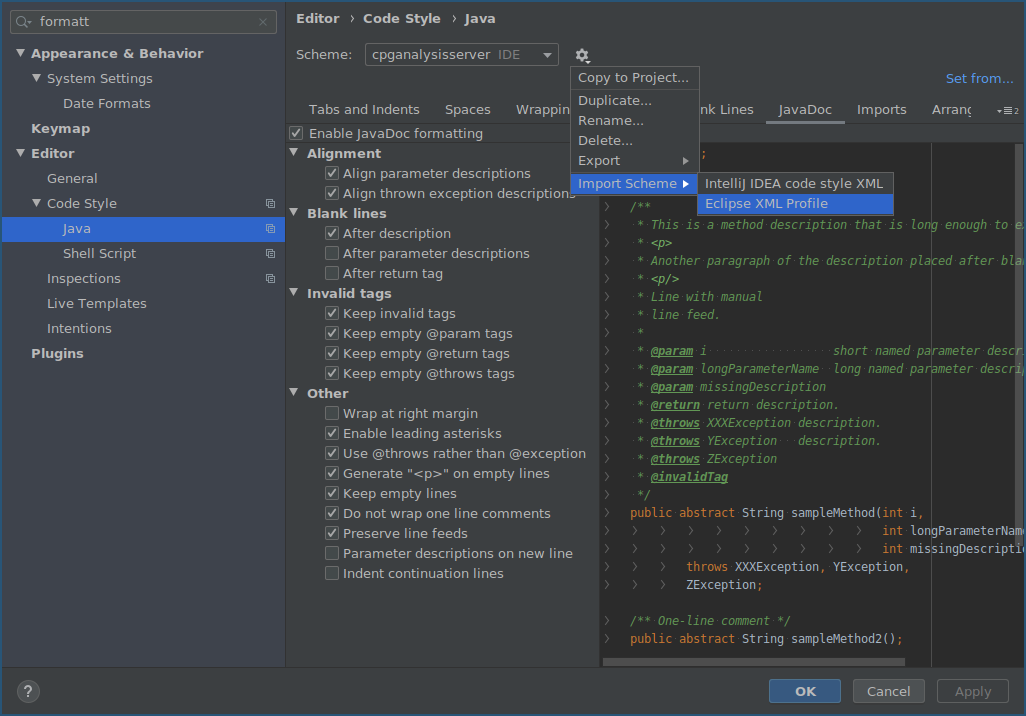 formatt
Appearance & Behavior
System Settings
Date Formats
Keymap
Editor
General
Code Style
Java
Shell Script
Inspections
Live Templates
Intentions
Plugins
Editor › Code Style › Java
Scheme: cpganalysisserver IDE
Set from...
Copy to Project...
Duplicate...
Rename...
Delete...
Export
Import Scheme
IntelliJ IDEA code style XML
Eclipse XML Profile
Tabs and Indents Spaces Wrappin nk Lines JavaDoc Imports Arrang
Enable JavaDoc formatting
Alignment
Align parameter descriptions
Align thrown exception descriptions
Blank lines
After description
After parameter descriptions
After return tag
Invalid tags
Keep invalid tags
Keep empty @param tags
Keep empty @return tags
Keep empty @throws tags
Other
Wrap at right margin
Enable leading asterisks
Use @throws rather than @exception
Generate "<p>" on empty lines
Keep empty lines
Do not wrap one line comments
Preserve line feeds
Parameter descriptions on new line
Indent continuation lines
;
/**
* This is a method description that is long enough to e
* <p>
* Another paragraph of the description placed after bla
* <p/>
* Line with manual
* line feed.
*
* @param i short named parameter descri
* @param longParameterName long named parameter descrip
* @param missingDescription
* @return return description.
* @throws XXXException description.
* @throws YException description.
* @throws ZException
* @invalidTag
*/
public abstract String sampleMethod(int i,
int longParameterName
int missingDescriptio
throws XXXException, YException,
ZException;
/** One-line comment */
public abstract String sampleMethod2();
?
OK Cancel Apply